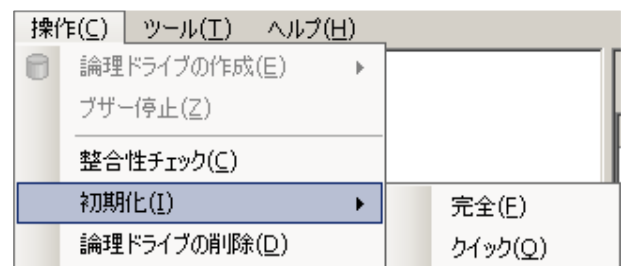 操作(C) ツール(T) ヘルプ(H)
論理ドライブの作成(E)
ブザー停止(Z)
整合性チェック(C)
初期化(I)
完全(F)
論理ドライブの削除(D)
クイック(Q)